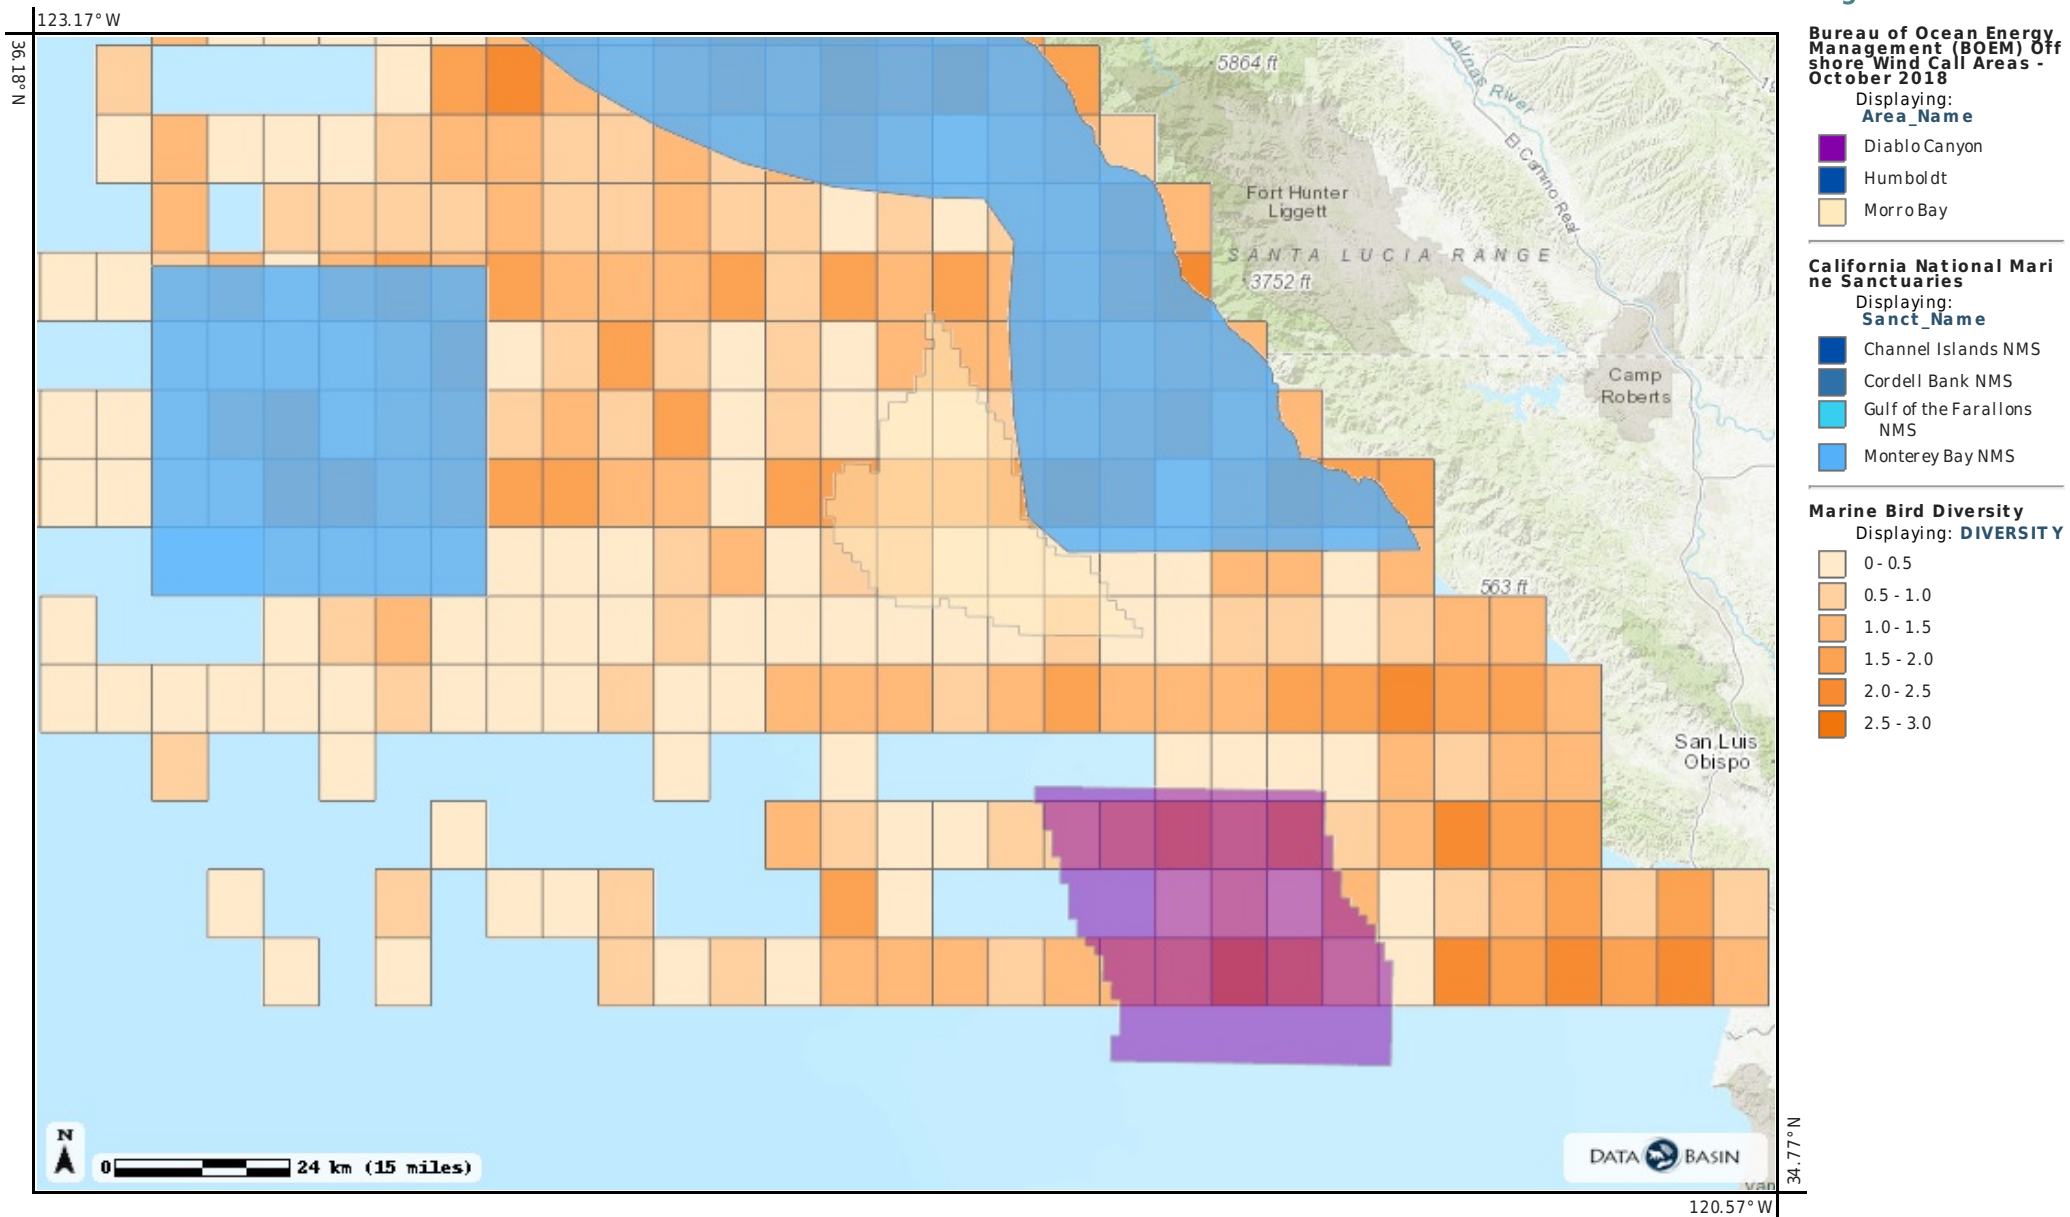 123.17° W
36.18° N
5864 ft
Salinas River
El Camino Real
Fort Hunter
Liggett
SANTA LUCIA RANGE
3752 ft
Camp
Roberts
563 ft
San Luis
Obispo
N
0 24 km (15 miles)
DATA BASIN
34.77° N
120.57° W
Bureau of Ocean Energy
Management (BOEM) Off
shore Wind Call Areas -
October 2018
Displaying:
Area_Name
Diablo Canyon
Humboldt
Morro Bay
California National Mari
ne Sanctuaries
Displaying:
Sanct_Name
Channel Islands NMS
Cordell Bank NMS
Gulf of the Farallons
NMS
Monterey Bay NMS
Marine Bird Diversity
Displaying: DIVERSITY
0 - 0.5
0.5 - 1.0
1.0 - 1.5
1.5 - 2.0
2.0 - 2.5
2.5 - 3.0